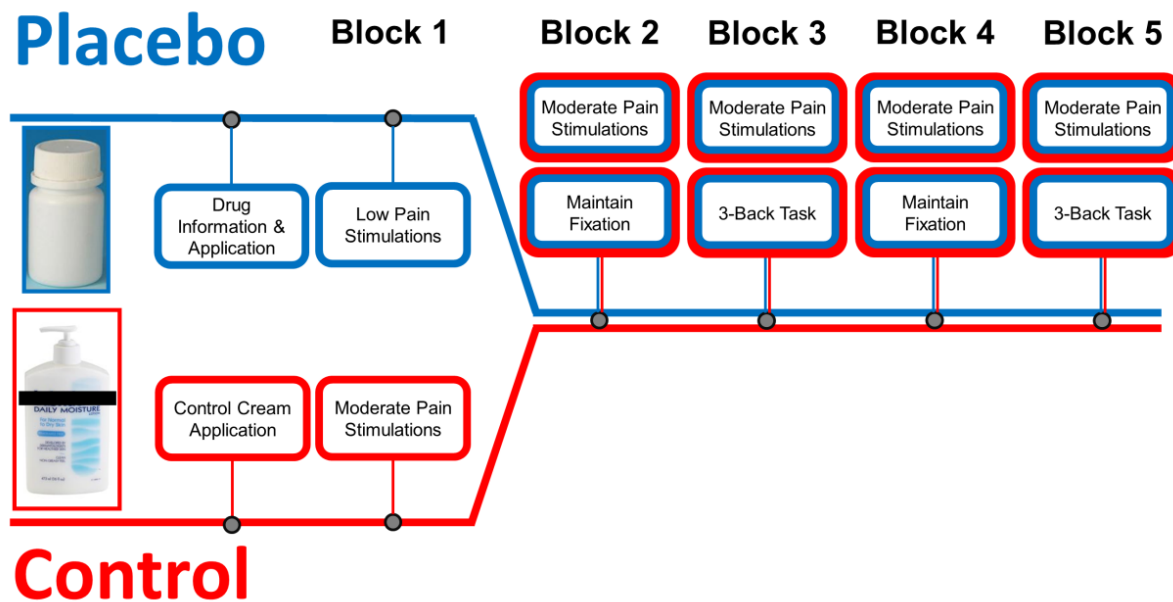 Placebo
Block 1
Block 2
Block 3
Block 4
Block 5
Moderate Pain
Stimulations
Moderate Pain
Stimulations
Moderate Pain
Stimulations
Moderate Pain
Stimulations
Drug
Information &
Application
Low Pain
Stimulations
Maintain
Fixation
3-Back Task
Maintain
Fixation
3-Back Task
DAILY MOISTURE
Control Cream
Application
Moderate Pain
Stimulations
Control